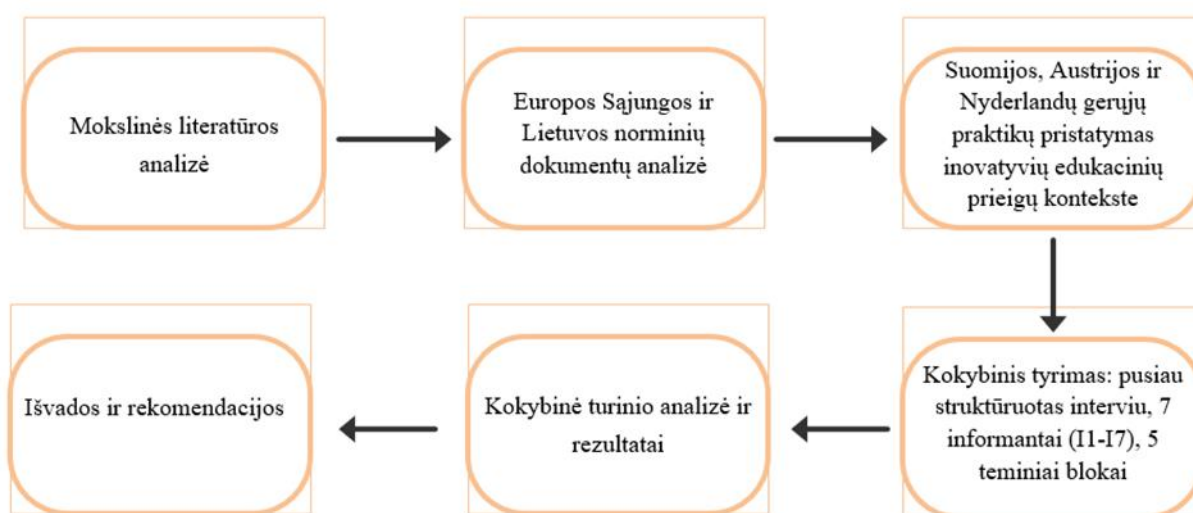 Mokslinės literatūros
analizė
Europos Sąjungos ir
Lietuvos norminių
dokumentų analizė
Suomijos, Austrijos ir
Nyderlandų gerųjų
praktikų pristatymas
inovatyvių edukacinių
prieigų kontekste
Kokybinis tyrimas: pusiau
struktūruotas interviu, 7
informantai (I1-I7), 5
teminiai blokai
Kokybinė turinio analizė ir
rezultatai
Išvados ir rekomendacijos